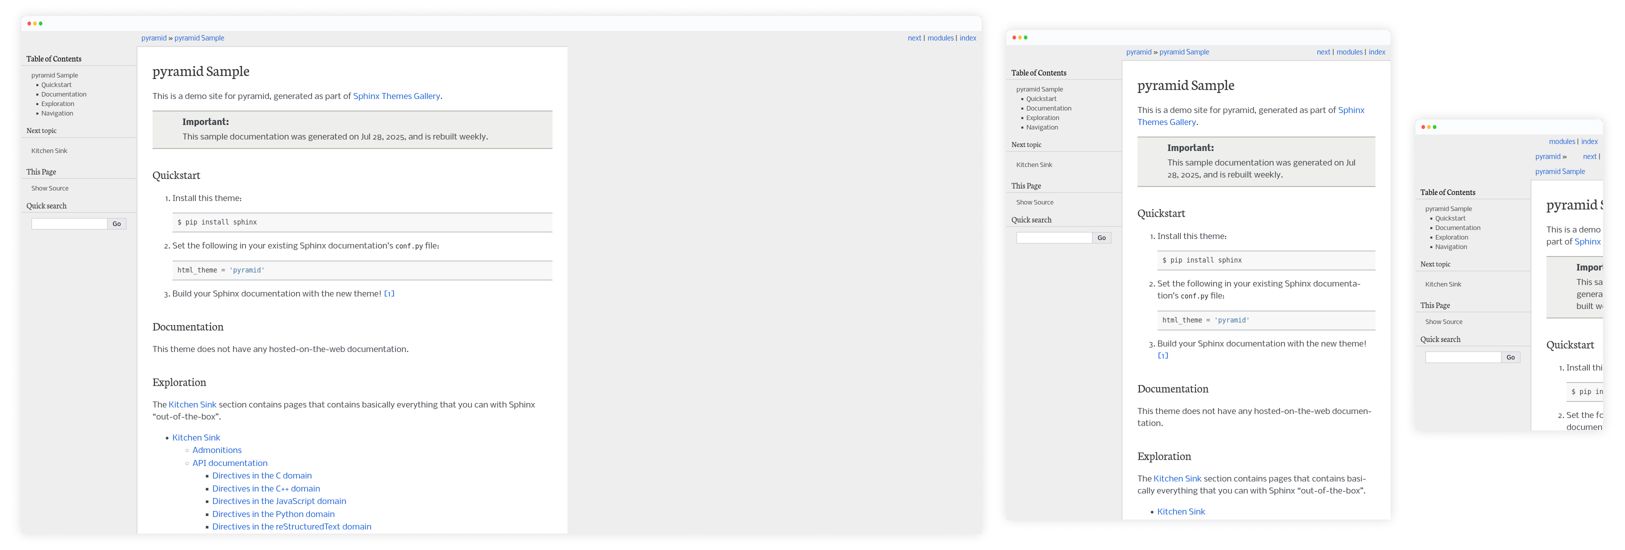 pyramid » pyramid Sample
next | modules | index
Table of Contents
pyramid Sample
• Quickstart
• Documentation
• Exploration
• Navigation
Next topic
Kitchen Sink
This Page
Show Source
Quick search
Go
pyramid Sample
This is a demo site for pyramid, generated as part of Sphinx Themes Gallery.
Important:
This sample documentation was generated on Jul 28, 2025, and is rebuilt weekly.
Quickstart
1. Install this theme:
$ pip install sphinx
2. Set the following in your existing Sphinx documentation's conf.py file:
html_theme = 'pyramid'
3. Build your Sphinx documentation with the new theme! [1]
Documentation
This theme does not have any hosted-on-the-web documentation.
Exploration
The Kitchen Sink section contains pages that contains basically everything that you can with Sphinx
“out-of-the-box”.
• Kitchen Sink
○ Admonitions
○ API documentation
▪ Directives in the C domain
▪ Directives in the C++ domain
▪ Directives in the JavaScript domain
▪ Directives in the Python domain
▪ Directives in the reStructuredText domain
pyramid » pyramid Sample
next | modules | index
Table of Contents
pyramid Sample
• Quickstart
• Documentation
• Exploration
• Navigation
Next topic
Kitchen Sink
This Page
Show Source
Quick search
Go
pyramid Sample
This is a demo site for pyramid, generated as part of Sphinx
Themes Gallery.
Important:
This sample documentation was generated on Jul
28, 2025, and is rebuilt weekly.
Quickstart
1. Install this theme:
$ pip install sphinx
2. Set the following in your existing Sphinx documenta-
tion's conf.py file:
html_theme = 'pyramid'
3. Build your Sphinx documentation with the new theme!
[1]
Documentation
This theme does not have any hosted-on-the-web documen-
tation.
Exploration
The Kitchen Sink section contains pages that contains basi-
cally everything that you can with Sphinx “out-of-the-box”.
• Kitchen Sink
modules | index
pyramid » next |
pyramid Sample
Table of Contents
pyramid Sample
• Quickstart
• Documentation
• Exploration
• Navigation
Next topic
Kitchen Sink
This Page
Show Source
Quick search
Go
pyramid S
This is a demo
part of Sphinx
Impor
This sa
genera
built w
Quickstart
1. Install thi
$ pip in
2. Set the fo
documen